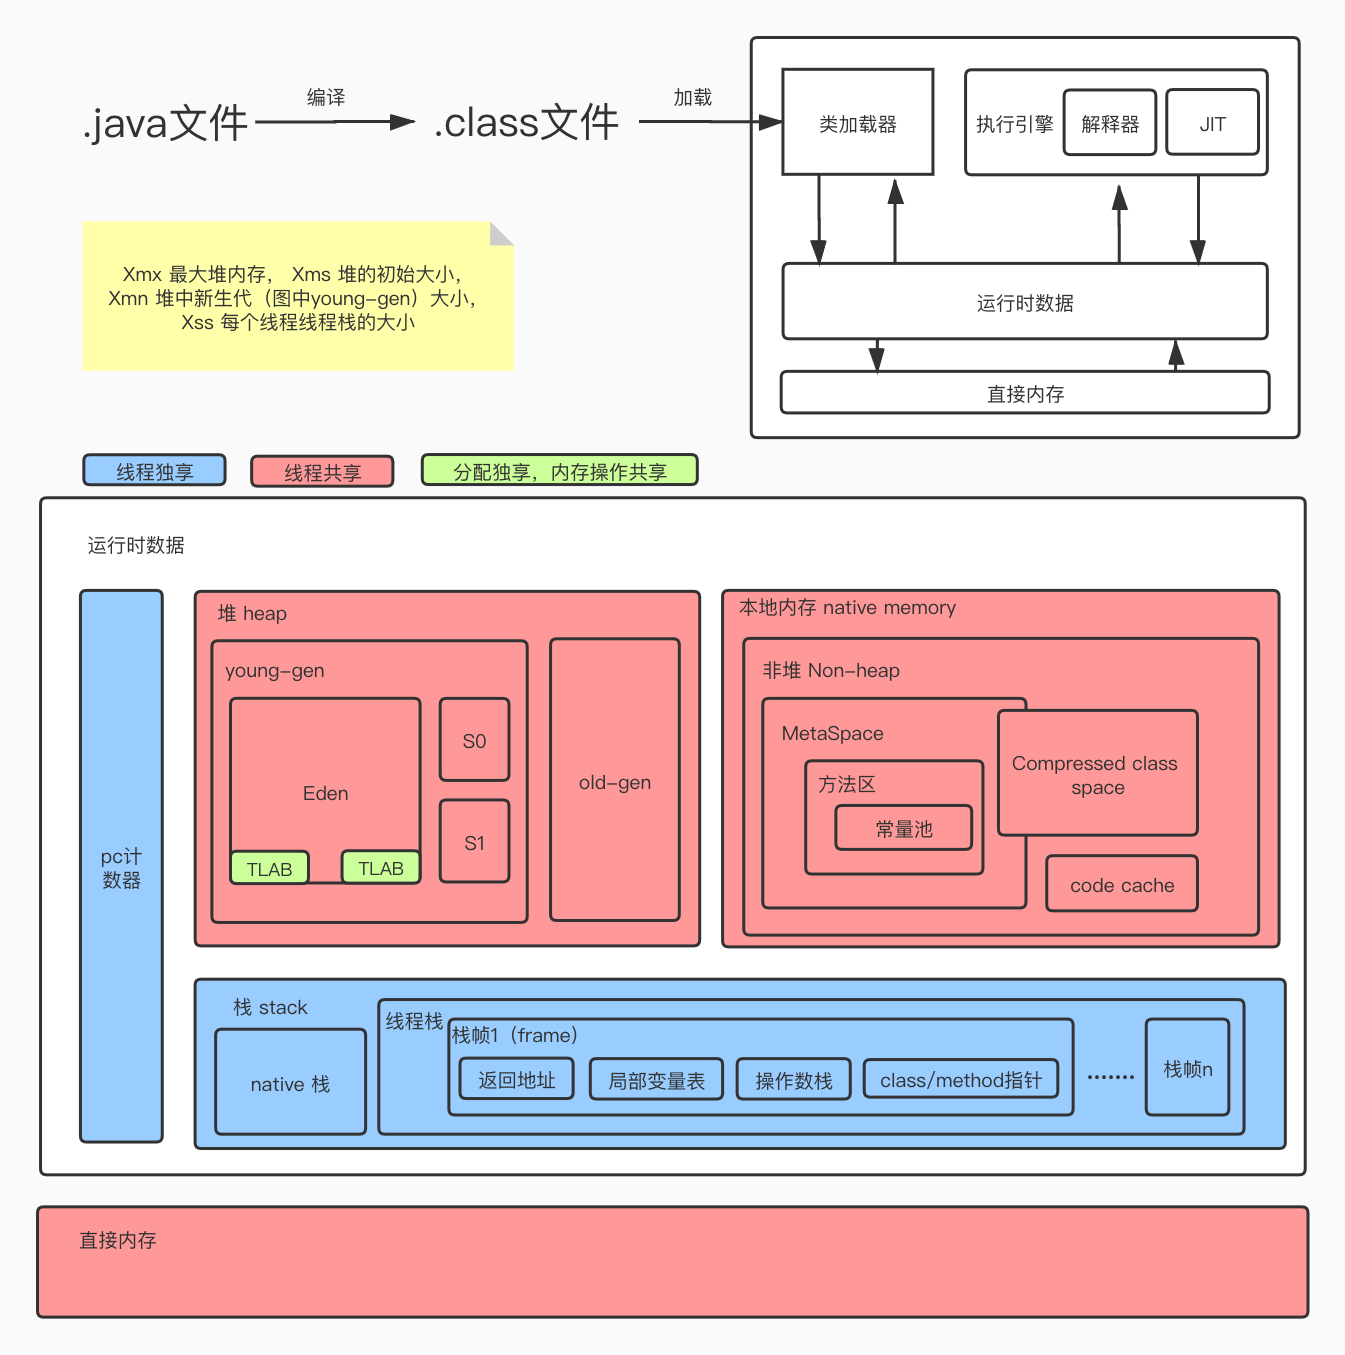 .java文件
编译
.class文件
加载
类加载器
执行引擎
解释器
JIT
运行时数据
直接内存
Xmx 最大堆内存， Xms 堆的初始大小，
Xmn 堆中新生代（图中young-gen）大小，
Xss 每个线程线程栈的大小
线程独享
线程共享
分配独享，内存操作共享
运行时数据
pc计
数器
堆 heap
young-gen
Eden
TLAB
TLAB
S0
S1
old-gen
本地内存 native memory
非堆 Non-heap
MetaSpace
方法区
常量池
Compressed class
space
code cache
栈 stack
native 栈
线程栈
栈帧1（frame）
返回地址
局部变量表
操作数栈
class/method指针
.......
栈帧n
直接内存